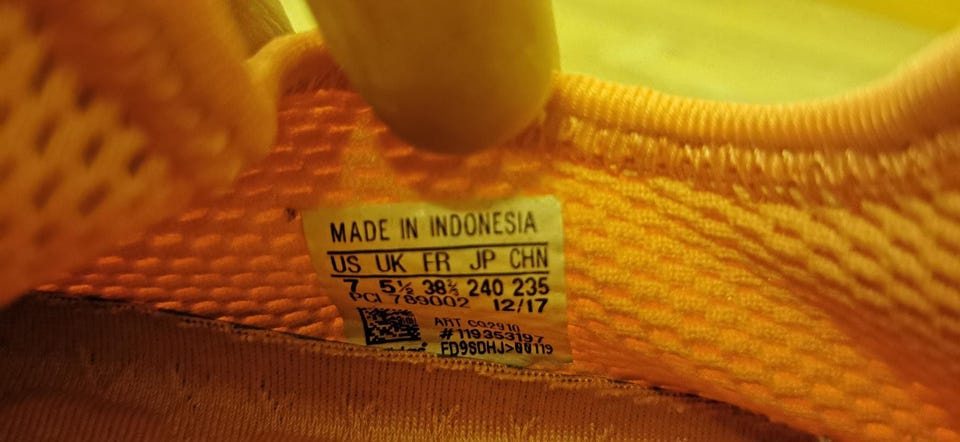 MADE IN INDONESIA
US UK FR JP CHN
7 5½ 38⅔ 240 235
PCI 789002 12/17
ART CQ2910
#119353197
FD9SDHJ>00119